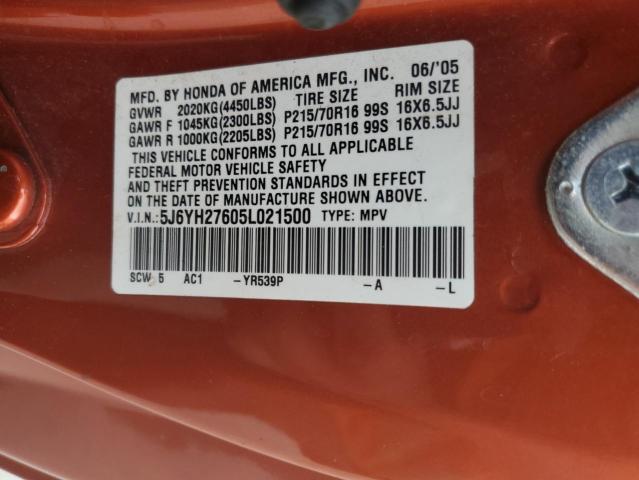 MFD. BY HONDA OF AMERICA MFG., INC. 06/'05
GVWR 2020KG(4450LBS) TIRE SIZE RIM SIZE
GAWR F 1045KG(2300LBS) P215/70R16 99S 16X6.5JJ
GAWR R 1000KG(2205LBS) P215/70R16 99S 16X6.5JJ
THIS VEHICLE CONFORMS TO ALL APPLICABLE
FEDERAL MOTOR VEHICLE SAFETY
AND THEFT PREVENTION STANDARDS IN EFFECT
ON THE DATE OF MANUFACTURE SHOWN ABOVE.
V.I.N.:5J6YH27605L021500 TYPE: MPV
SCW 5 AC1 -YR539P -A -L